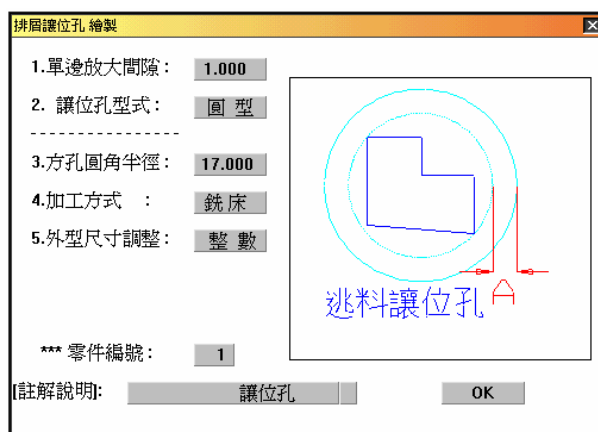 排屑讓位孔 繪製
1.單邊放大間隙： 1.000
2. 讓位孔型式： 圓 型
---------------
3.方孔圓角半徑： 17.000
4.加工方式 ： 銑床
5.外型尺寸調整： 整 數
逃料讓位孔
A
*** 零件編號： 1
[註解說明]: 讓位孔
OK